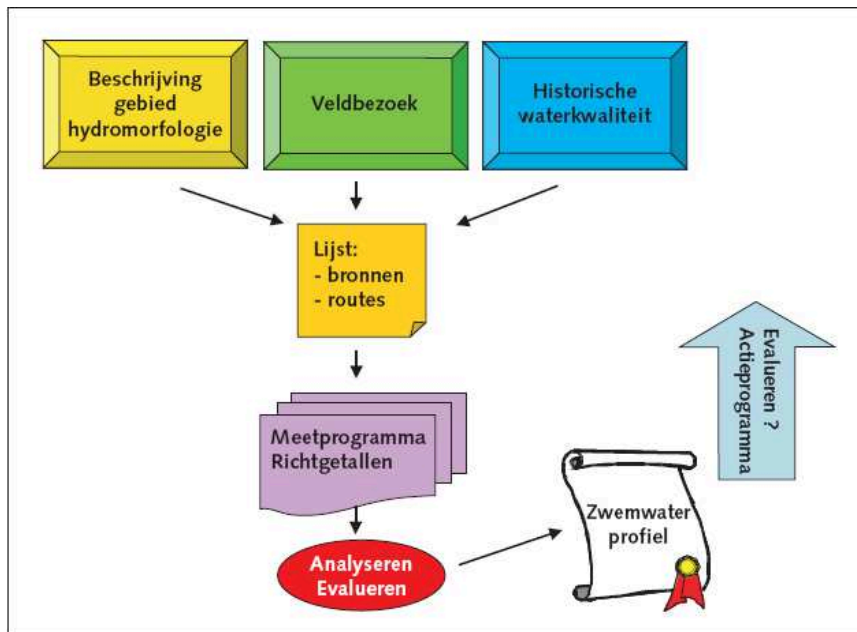 Beschrijving
gebied
hydromorfologie
Veldbezoek
Historische
waterkwaliteit
Lijst:
- bronnen
- routes
Evalueren ?
Actieprogramma
Meetprogramma
Richtgetallen
Zwemwater
profiel
Analyseren
Evalueren